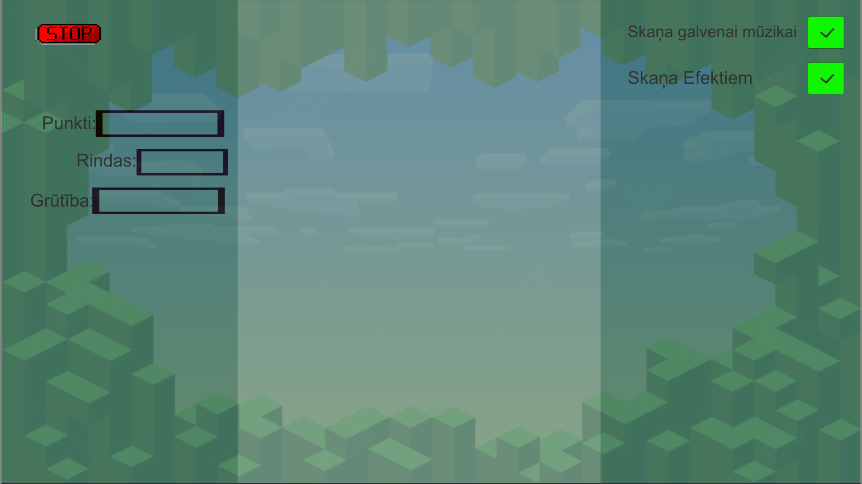 STOP
Skaņa galvenai mūzikai
Skaņa Efektiem
Punkti:
Rindas:
Grūtība: